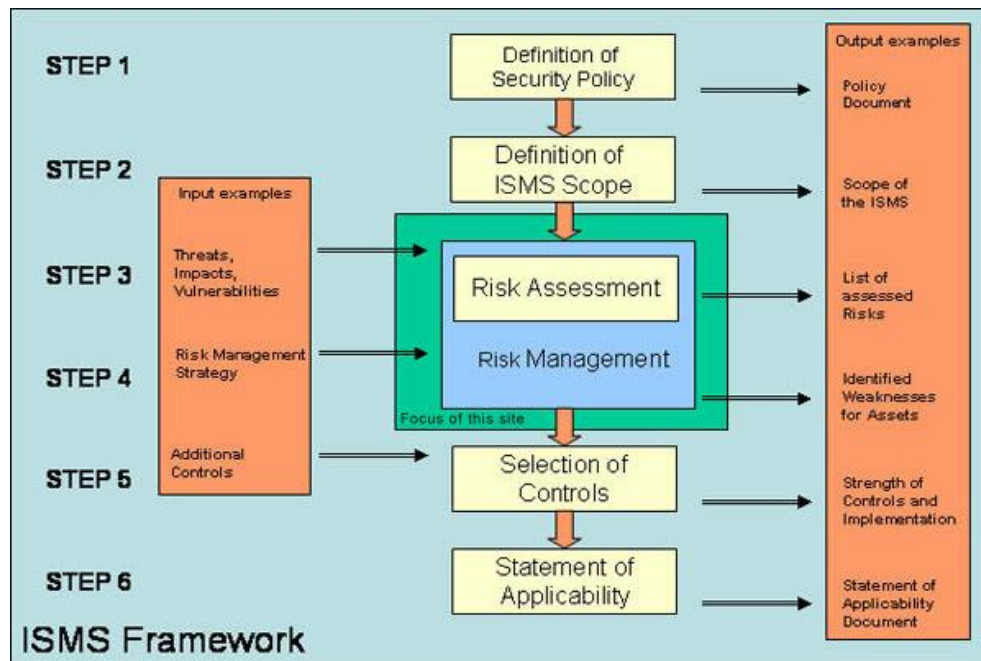 STEP 1
STEP 2
STEP 3
STEP 4
STEP 5
STEP 6
Input examples
Threats,
Impacts,
Vulnerabilities
Risk Management
Strategy
Additional
Controls
Definition of
Security Policy
Definition of
ISMS Scope
Risk Assessment
Risk Management
Focus of this site
Selection of
Controls
Statement of
Applicability
Output examples
Policy
Document
Scope of
the ISMS
List of
assessed
Risks
Identified
Weaknesses
for Assets
Strength of
Controls and
Implementation
Statement of
Applicability
Document
ISMS Framework